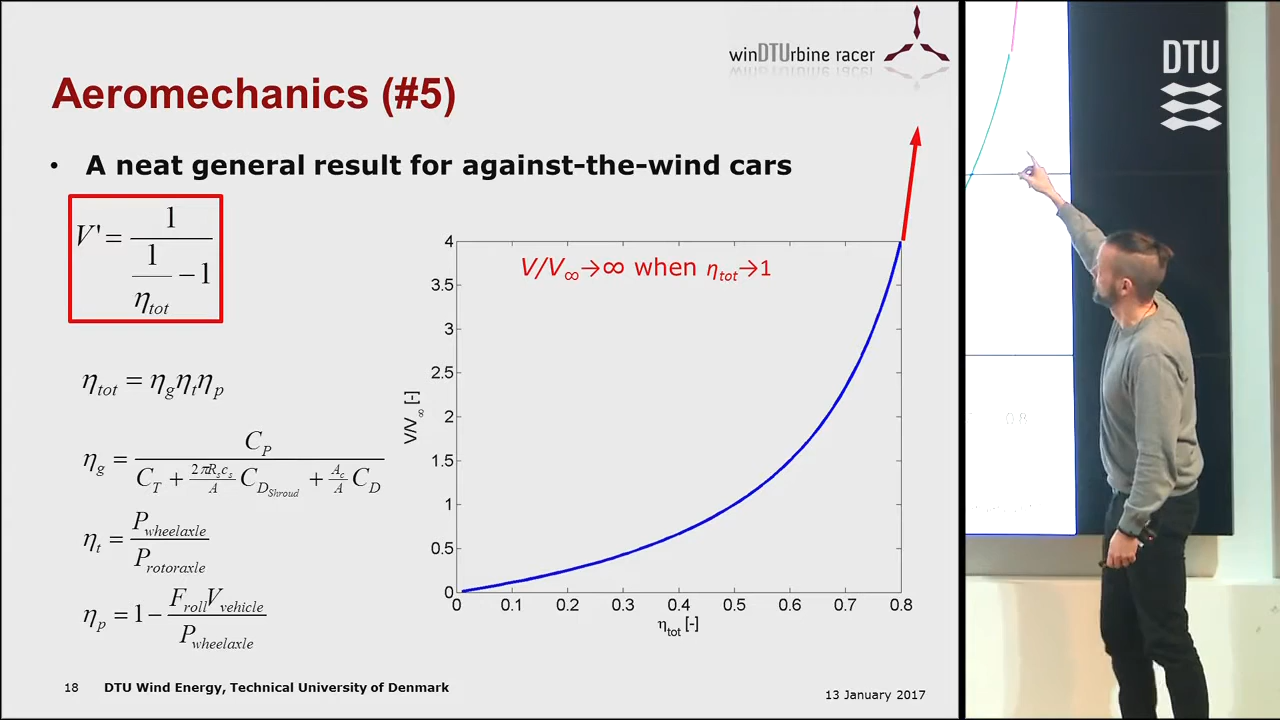 winDTUrbine racer
DTU
Aeromechanics (#5)
• A neat general result for against-the-wind cars
V' = 1 / (1/η_tot − 1)
V/V∞→∞ when η_tot→1
η_tot = η_g η_t η_p
η_g = C_P / (C_T + (2πR_s c_s / A) C_D_Shroud + (A_c / A) C_D)
η_t = P_wheelaxle / P_rotoraxle
η_p = 1 − F_roll V_vehicle / P_wheelaxle
4
3.5
3
2.5
2
1.5
1
0.5
0
V/V∞ [-]
0 0.1 0.2 0.3 0.4 0.5 0.6 0.7 0.8
η_tot [-]
0.8
18 DTU Wind Energy, Technical University of Denmark
13 January 2017